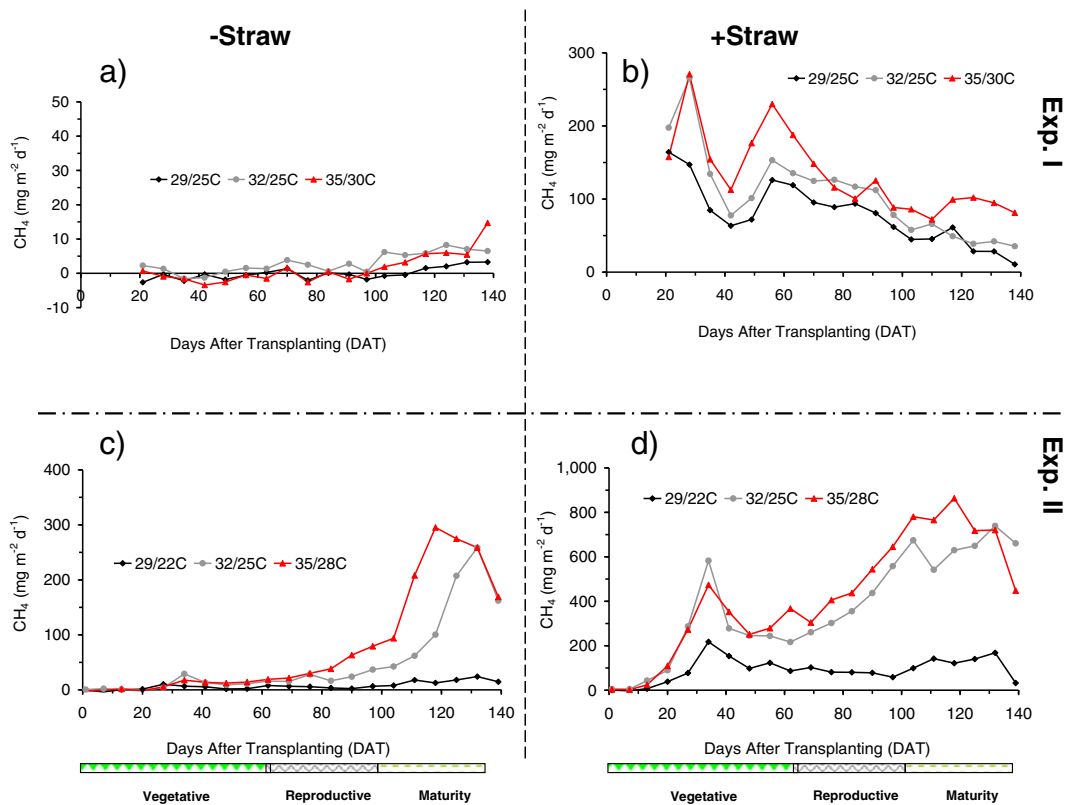 -Straw
+Straw
Exp. I
a)
50
40
30
20
10
0
-10
CH4 (mg m-2 d-1)
29/25C 32/25C 35/30C
0 20 40 60 80 100 120 140
Days After Transplanting (DAT)
b)
300
250
200
150
100
50
0
CH4 (mg m-2 d-1)
29/25C 32/25C 35/30C
0 20 40 60 80 100 120 140
Days After Transplanting (DAT)
Exp. II
c)
400
300
200
100
0
CH4 (mg m-2 d-1)
29/22C 32/25C 35/28C
0 20 40 60 80 100 120 140
Days After Transplanting (DAT)
Vegetative Reproductive Maturity
d)
1,000
800
600
400
200
0
CH4 (mg m-2 d-1)
29/22C 32/25C 35/28C
0 20 40 60 80 100 120 140
Days After Transplanting (DAT)
Vegetative Reproductive Maturity